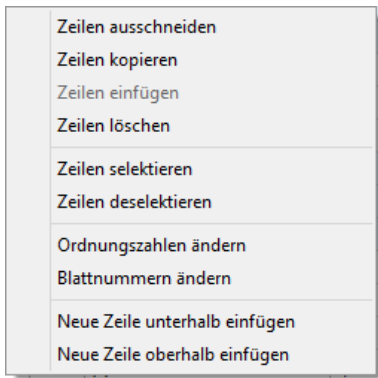 Zeilen ausschneiden
Zeilen kopieren
Zeilen einfügen
Zeilen löschen
Zeilen selektieren
Zeilen deselektieren
Ordnungszahlen ändern
Blattnummern ändern
Neue Zeile unterhalb einfügen
Neue Zeile oberhalb einfügen